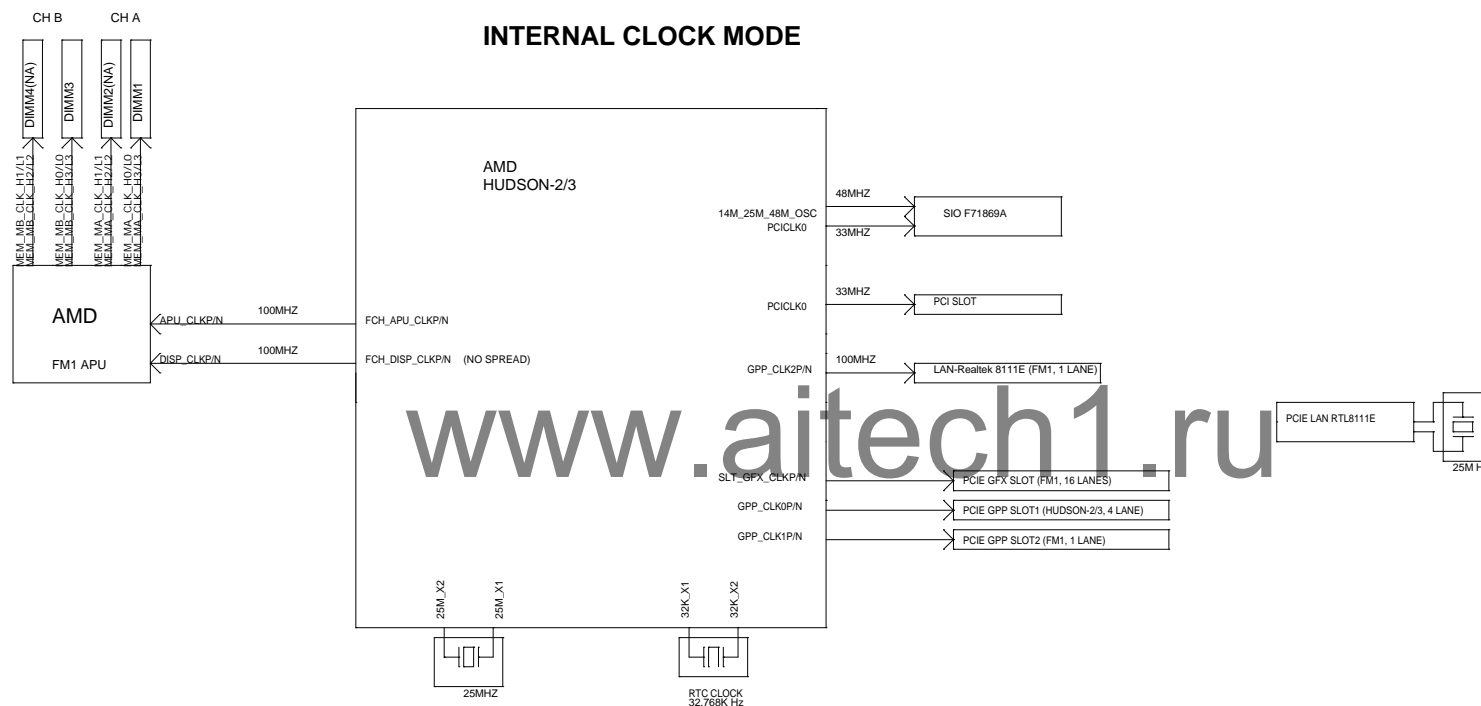 INTERNAL CLOCK MODE
CH B
CH A
DIMM4(NA)
DIMM3
DIMM2(NA)
DIMM1
MEM_MB_CLK_H1/L1
MEM_MB_CLK_H2/L2
MEM_MB_CLK_H0/L0
MEM_MB_CLK_H3/L3
MEM_MA_CLK_H1/L1
MEM_MA_CLK_H2/L2
MEM_MA_CLK_H0/L0
MEM_MA_CLK_H3/L3
AMD
FM1 APU
APU_CLKP/N
100MHZ
DISP_CLKP/N
100MHZ
AMD
HUDSON-2/3
FCH_APU_CLKP/N
FCH_DISP_CLKP/N (NO SPREAD)
14M_25M_48M_OSC
PCICLK0
48MHZ
33MHZ
SIO F71869A
PCICLK0
33MHZ
PCI SLOT
GPP_CLK2P/N
100MHZ
LAN-Realtek 8111E (FM1, 1 LANE)
www.aitech1.ru
PCIE LAN RTL8111E
25M H
SLT_GFX_CLKP/N
PCIE GFX SLOT (FM1, 16 LANES)
GPP_CLK0P/N
PCIE GPP SLOT1 (HUDSON-2/3, 4 LANE)
GPP_CLK1P/N
PCIE GPP SLOT2 (FM1, 1 LANE)
25M_X2
25M_X1
32K_X1
32K_X2
25MHZ
RTC CLOCK
32.768K Hz